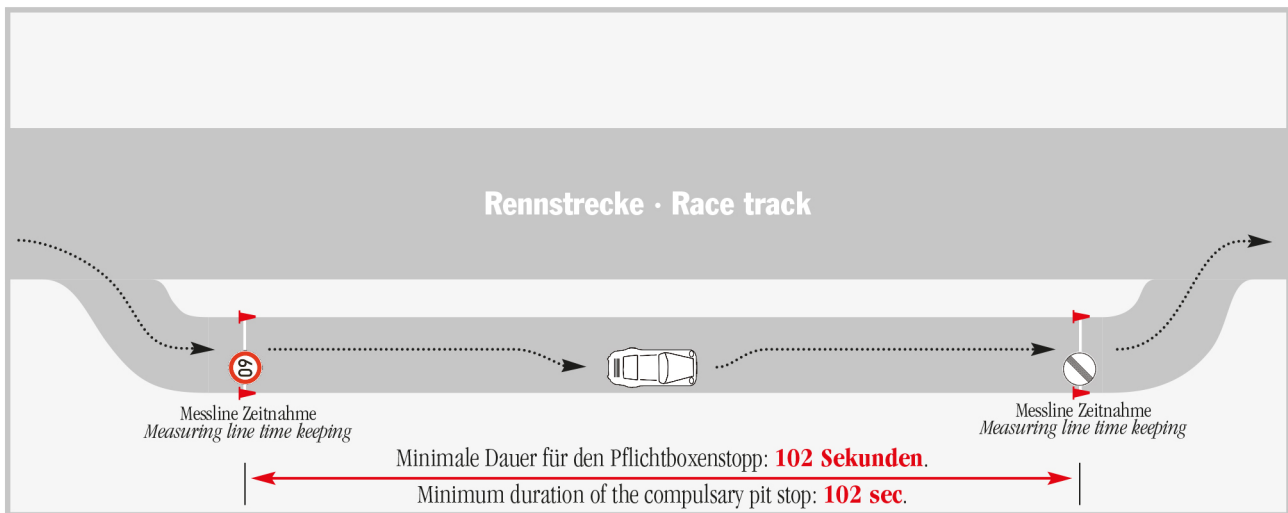 Rennstrecke · Race track
60
Messline Zeitnahme
Measuring line time keeping
Messline Zeitnahme
Measuring line time keeping
Minimale Dauer für den Pflichtboxenstopp: 102 Sekunden.
Minimum duration of the compulsary pit stop: 102 sec.